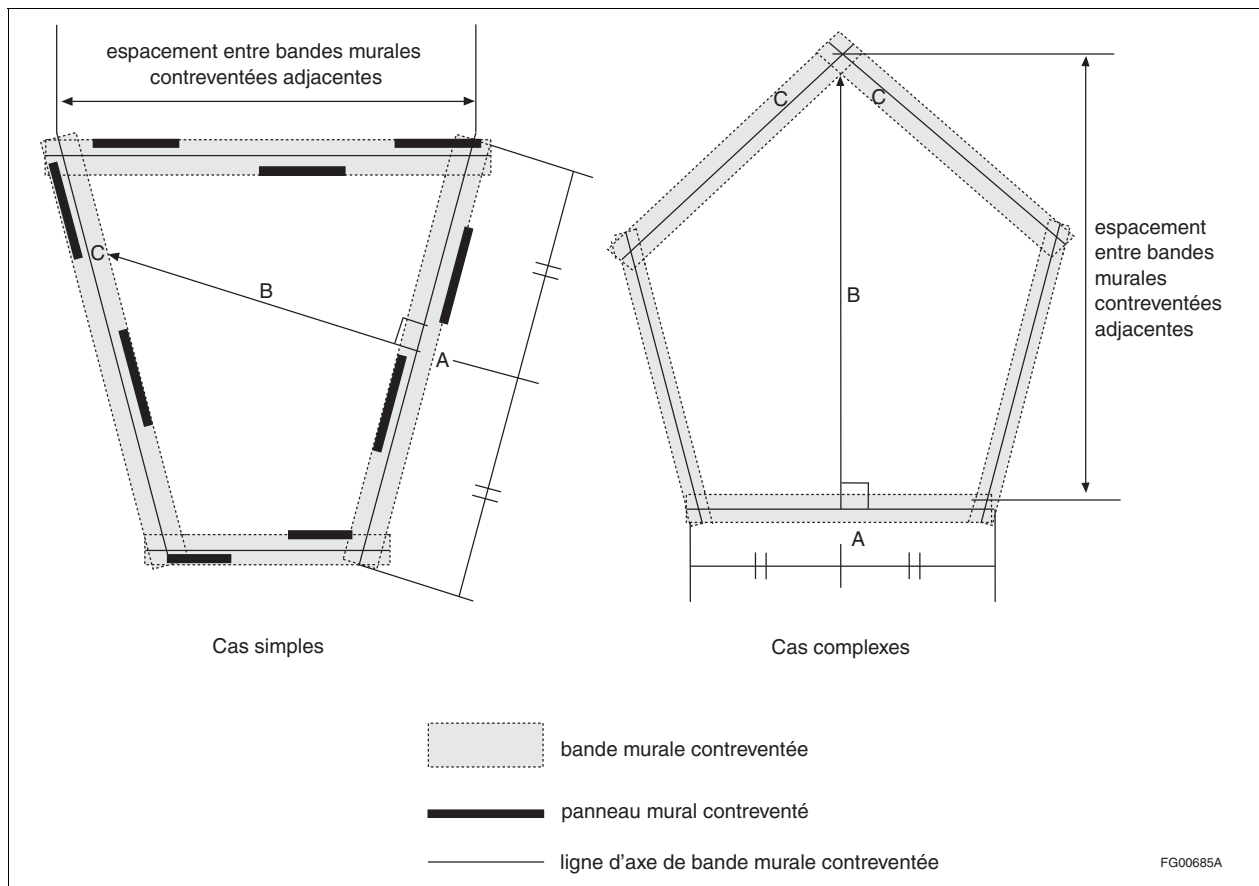 espacement entre bandes murales
contreventées adjacentes
C
B
A
Cas simples
C
C
B
espacement
entre bandes
murales
contreventées
adjacentes
A
Cas complexes
bande murale contreventée
panneau mural contreventé
ligne d'axe de bande murale contreventée
FG00685A